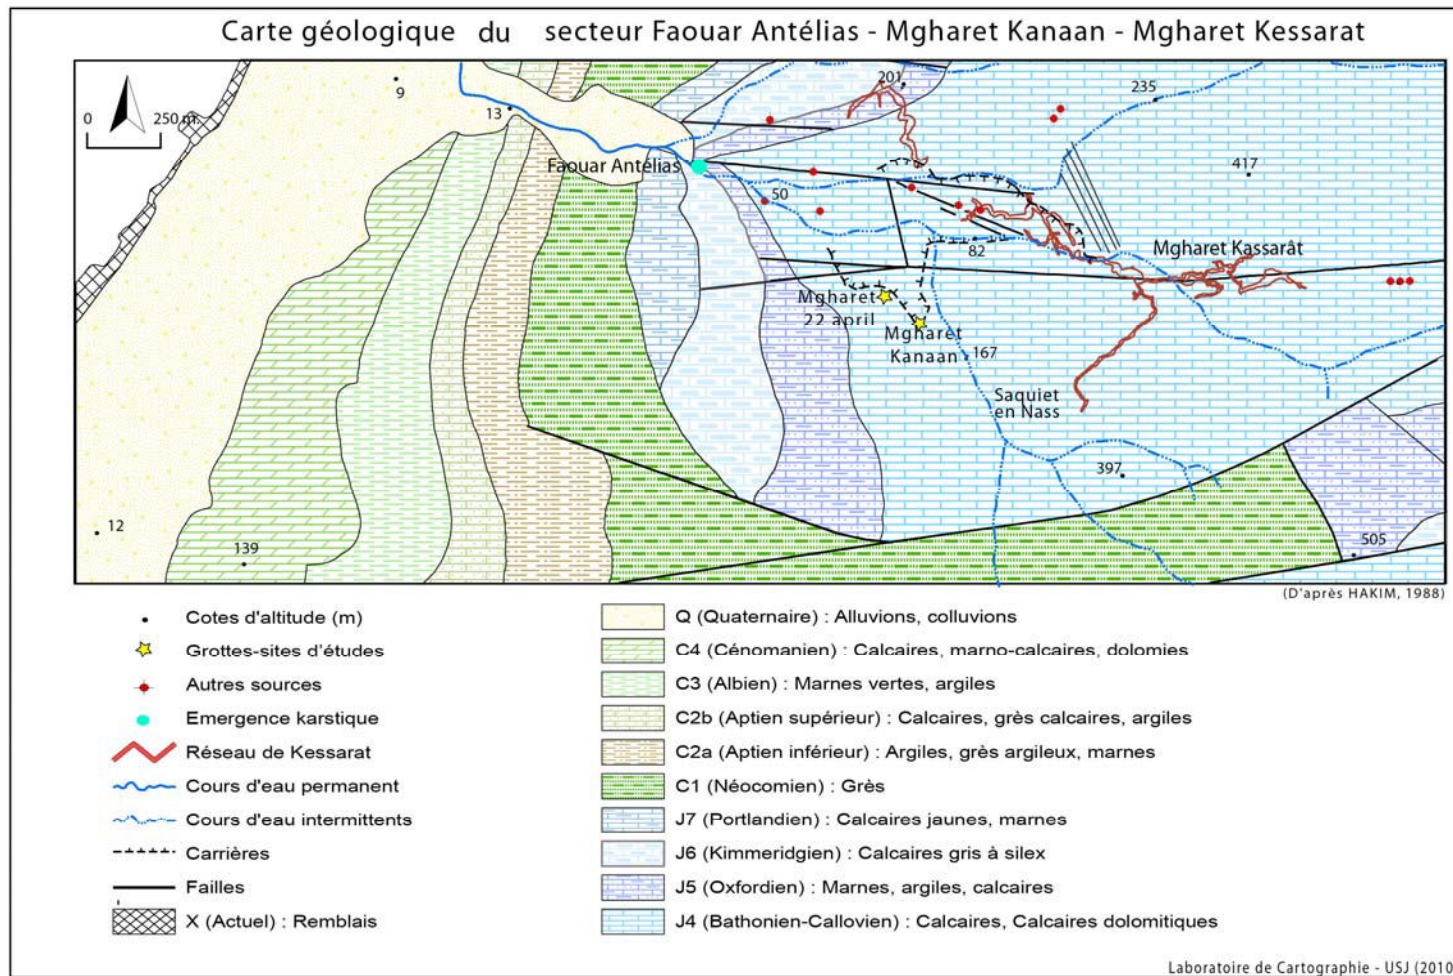 Carte géologique du secteur Faouar Antélias - Mgharet Kanaan - Mgharet Kessarat
9
201
235
13
0 250 m.
Faouar Antélias
417
50
82
Mgharet Kassarât
Mgharet
22 april
Mgharet
Kanaan
167
Saquiet
en Nass
397
12
139
505
(D'après HAKIM, 1988)
Cotes d'altitude (m)
Grottes-sites d'études
Autres sources
Emergence karstique
Réseau de Kessarat
Cours d'eau permanent
Cours d'eau intermittents
Carrières
Failles
X (Actuel) : Remblais
Q (Quaternaire) : Alluvions, colluvions
C4 (Cénomanien) : Calcaires, marno-calcaires, dolomies
C3 (Albien) : Marnes vertes, argiles
C2b (Aptien supérieur) : Calcaires, grès calcaires, argiles
C2a (Aptien inférieur) : Argiles, grès argileux, marnes
C1 (Néocomien) : Grès
J7 (Portlandien) : Calcaires jaunes, marnes
J6 (Kimmeridgien) : Calcaires gris à silex
J5 (Oxfordien) : Marnes, argiles, calcaires
J4 (Bathonien-Callovien) : Calcaires, Calcaires dolomitiques
Laboratoire de Cartographie - USJ (2010